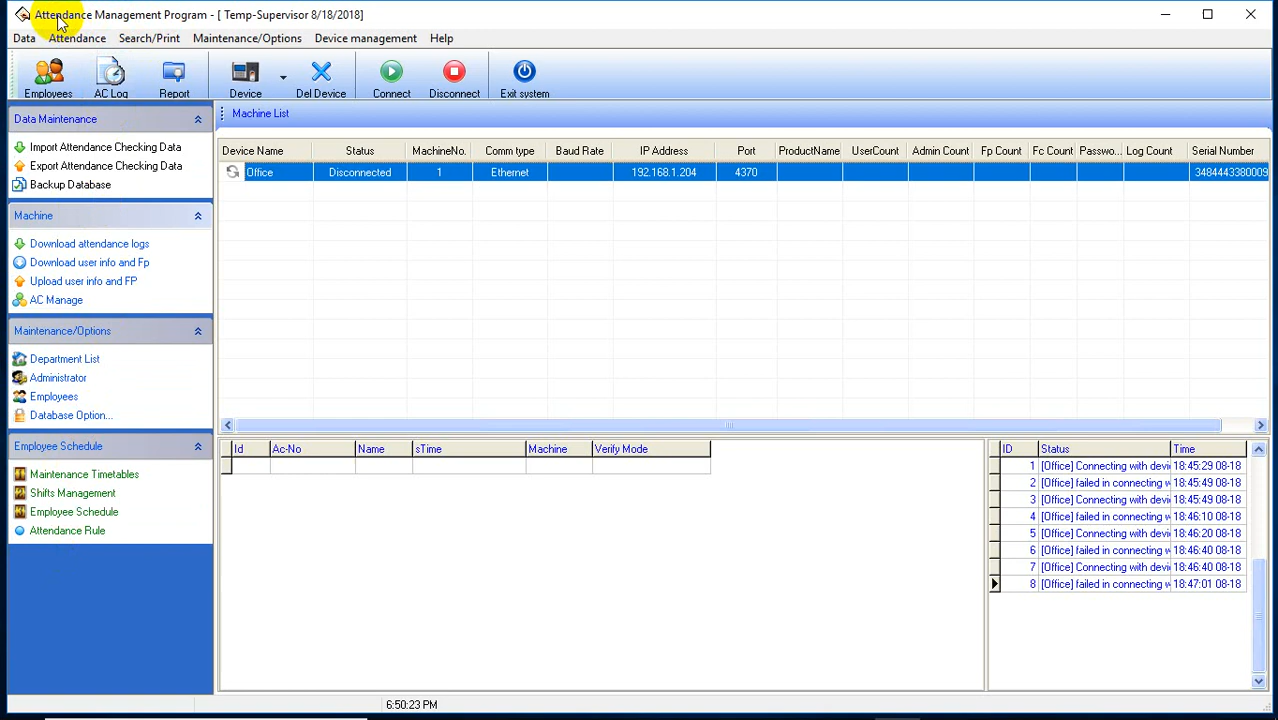 Attendance Management Program - [ Temp-Supervisor 8/18/2018]
Data Attendance Search/Print Maintenance/Options Device management Help
Employees AC Log Report Device Del Device Connect Disconnect Exit system
Data Maintenance
Import Attendance Checking Data
Export Attendance Checking Data
Backup Database
Machine
Download attendance logs
Download user info and Fp
Upload user info and FP
AC Manage
Maintenance/Options
Department List
Administrator
Employees
Database Option...
Employee Schedule
Maintenance Timetables
Shifts Management
Employee Schedule
Attendance Rule
Machine List
Device Name Status MachineNo. Comm type Baud Rate IP Address Port ProductName UserCount Admin Count Fp Count Fc Count Passwo... Log Count Serial Number
Office Disconnected 1 Ethernet 192.168.1.204 4370 3484443380009
Id Ac-No Name sTime Machine Verify Mode
ID Status Time
1 [Office] Connecting with devi 18:45:29 08-18
2 [Office] failed in connecting w 18:45:49 08-18
3 [Office] Connecting with devi 18:45:49 08-18
4 [Office] failed in connecting w 18:46:10 08-18
5 [Office] Connecting with devi 18:46:20 08-18
6 [Office] failed in connecting w 18:46:40 08-18
7 [Office] Connecting with devi 18:46:40 08-18
8 [Office] failed in connecting w 18:47:01 08-18
6:50:23 PM